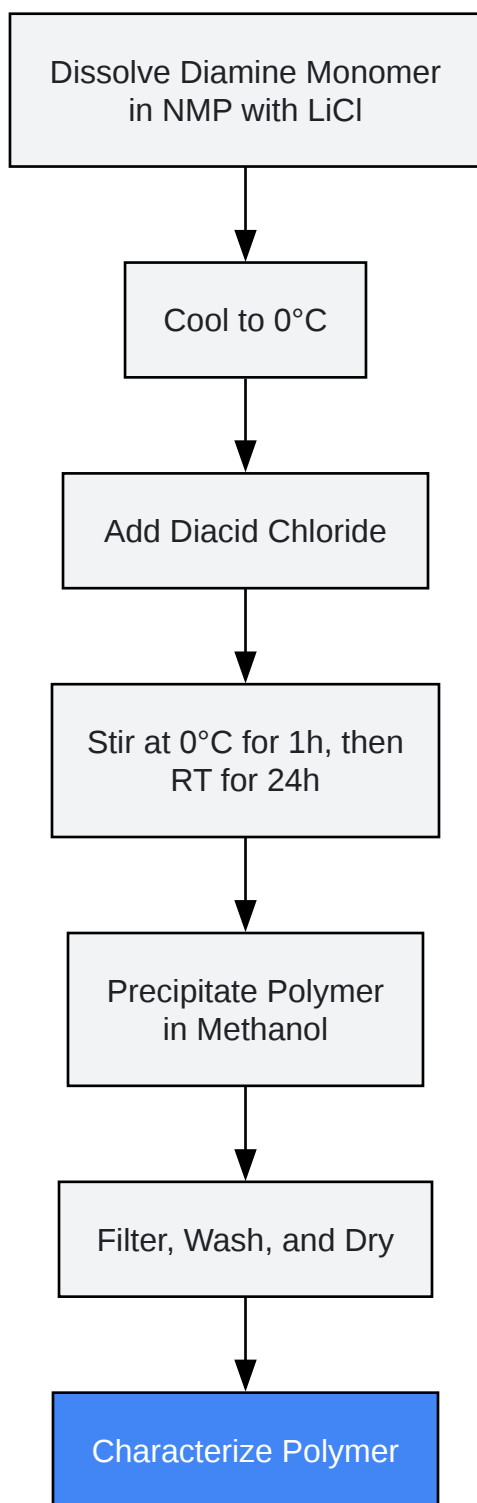 Dissolve Diamine Monomer
in NMP with LiCl
Cool to 0°C
Add Diacid Chloride
Stir at 0°C for 1h, then
RT for 24h
Precipitate Polymer
in Methanol
Filter, Wash, and Dry
Characterize Polymer